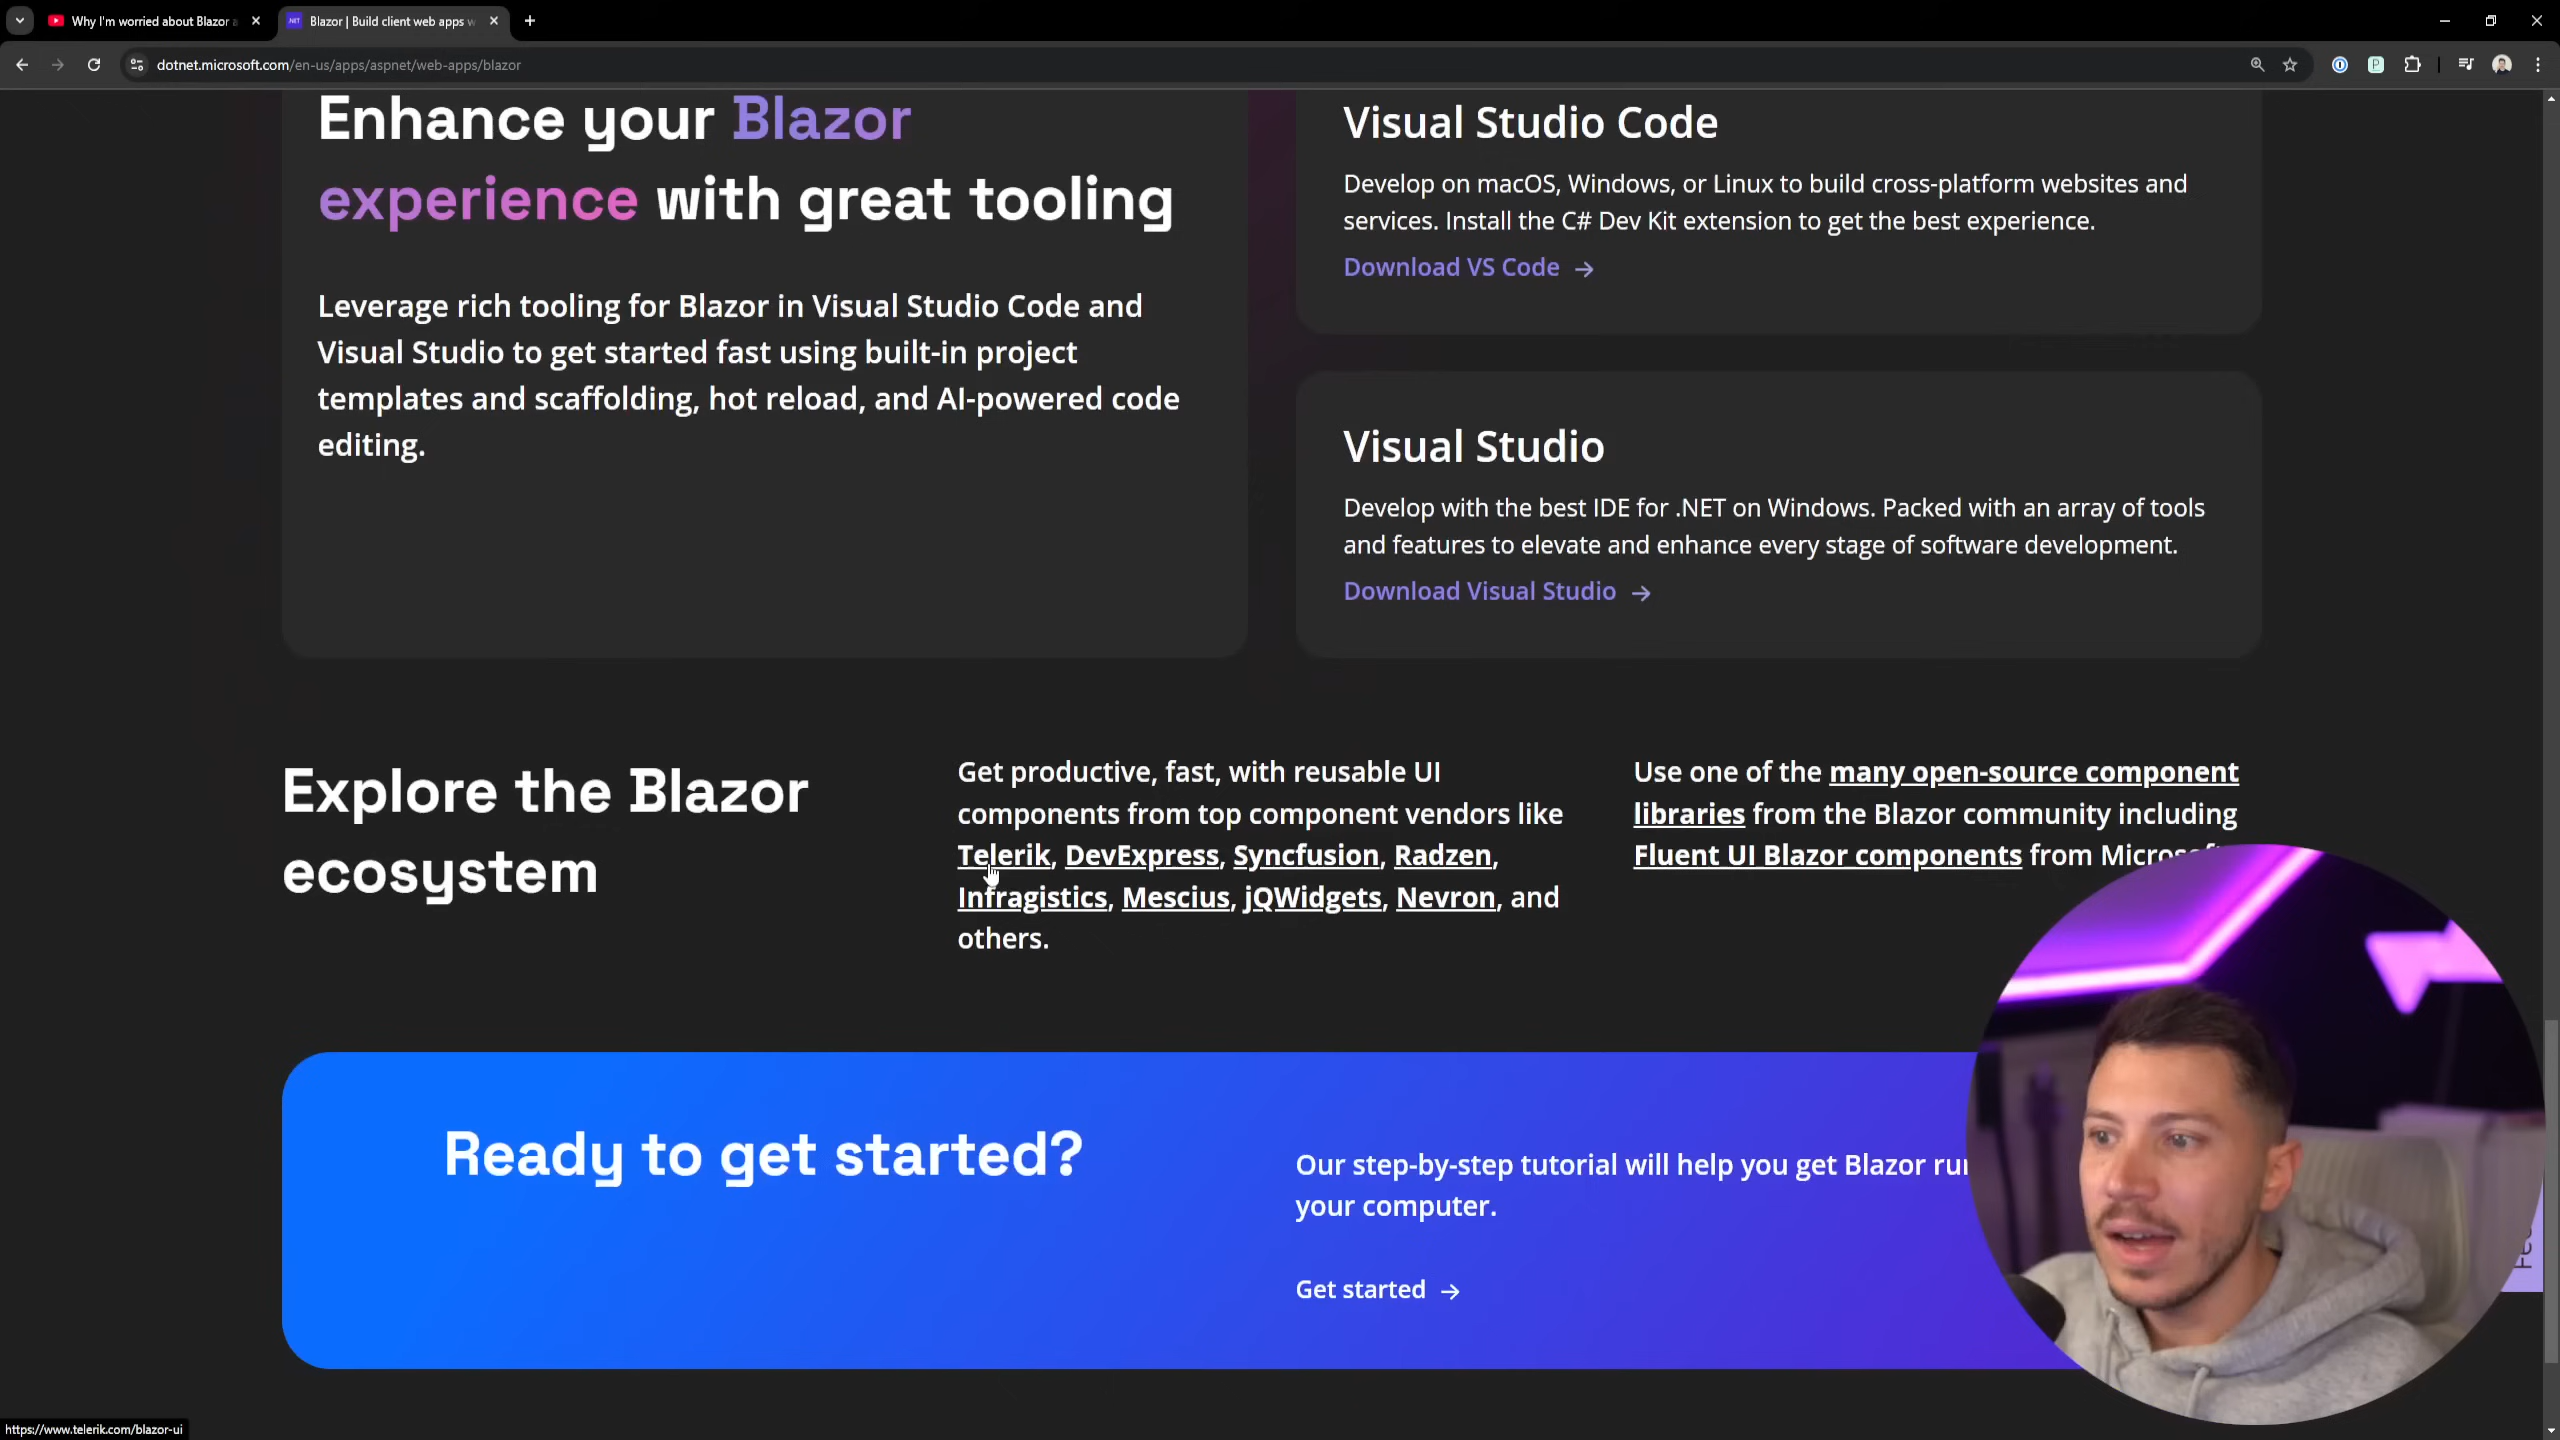 Why I'm worried about Blazor a
Blazor | Build client web apps w
dotnet.microsoft.com/en-us/apps/aspnet/web-apps/blazor
Enhance your Blazor
experience with great tooling
Leverage rich tooling for Blazor in Visual Studio Code and
Visual Studio to get started fast using built-in project
templates and scaffolding, hot reload, and AI-powered code
editing.
Visual Studio Code
Develop on macOS, Windows, or Linux to build cross-platform websites and
services. Install the C# Dev Kit extension to get the best experience.
Download VS Code →
Visual Studio
Develop with the best IDE for .NET on Windows. Packed with an array of tools
and features to elevate and enhance every stage of software development.
Download Visual Studio →
Explore the Blazor
ecosystem
Get productive, fast, with reusable UI
components from top component vendors like
Telerik, DevExpress, Syncfusion, Radzen,
Infragistics, Mescius, jQWidgets, Nevron, and
others.
Use one of the many open-source component
libraries from the Blazor community including
Fluent UI Blazor components from
Ready to get started?
Our step-by-step tutorial will help you get Blazor
your computer.
Get started →
https://www.telerik.com/blazor-ui